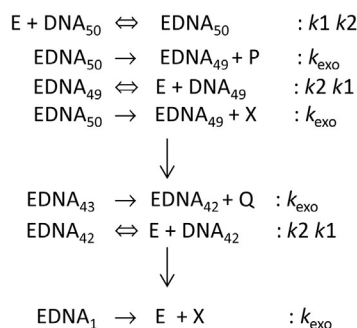 E + DNA₅₀ ⇔ EDNA₅₀ : k1 k2
EDNA₅₀ → EDNA₄₉ + P : kₑₓₒ
EDNA₄₉ ⇔ E + DNA₄₉ : k2 k1
EDNA₅₀ → EDNA₄₉ + X : kₑₓₒ
EDNA₄₃ → EDNA₄₂ + Q : kₑₓₒ
EDNA₄₂ ⇔ E + DNA₄₂ : k2 k1
EDNA₁ → E + X : kₑₓₒ